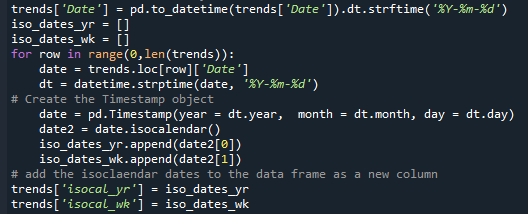 trends['Date'] = pd.to_datetime(trends['Date']).dt.strftime('%Y-%m-%d')
iso_dates_yr = []
iso_dates_wk = []
for row in range(0,len(trends)):
    date = trends.loc[row]['Date']
    dt = datetime.strptime(date, '%Y-%m-%d')
# Create the Timestamp object
    date = pd.Timestamp(year = dt.year,  month = dt.month, day = dt.day)
    date2 = date.isocalendar()
    iso_dates_yr.append(date2[0])
    iso_dates_wk.append(date2[1])
# add the isoclaendar dates to the data frame as a new column
trends['isocal_yr'] = iso_dates_yr
trends['isocal_wk'] = iso_dates_wk